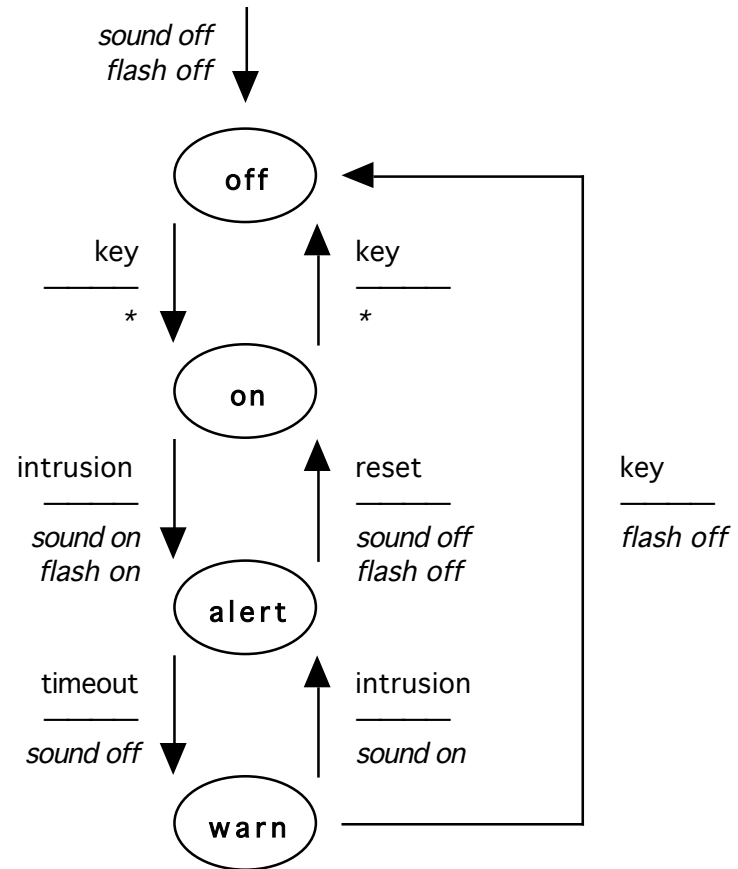 sound off
flash off
off
key
*
key
*
on
intrusion
sound on
flash on
reset
sound off
flash off
key
flash off
alert
timeout
sound off
intrusion
sound on
warn